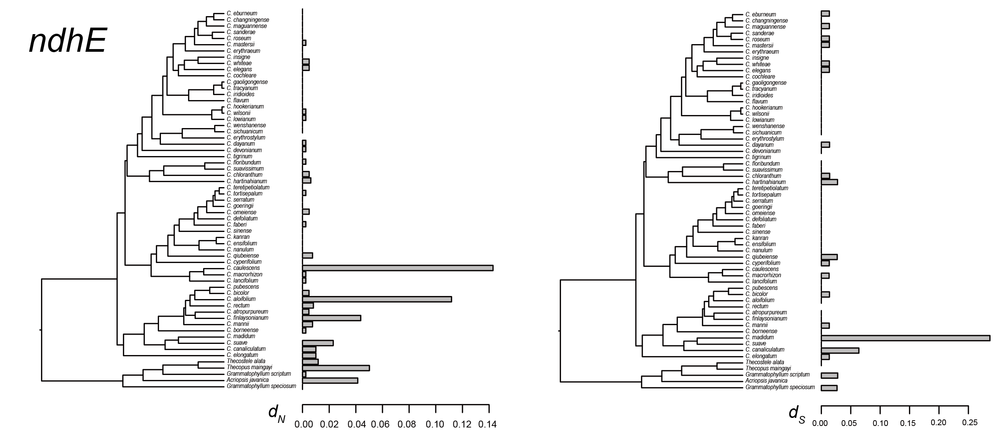 ndhE
C. eburneum
C. changningense
C. maguannense
C. sanderae
C. roseum
C. mastersii
C. erythraeum
C. insigne
C. whiteae
C. elegans
C. cochleare
C. gaoligongense
C. tracyanum
C. iridioides
C. flavum
C. hookerianum
C. wilsonii
C. lowianum
C. wenshanense
C. sichuanicum
C. erythrostylum
C. dayanum
C. devonianum
C. tigrinum
C. floribundum
C. suavissimum
C. chloranthum
C. hartinahianum
C. teretipetiolatum
C. tortisepalum
C. serratum
C. goeringii
C. omeiense
C. defoliatum
C. faberi
C. sinense
C. kanran
C. ensifolium
C. nanulum
C. qiubeiense
C. cyperifolium
C. caulescens
C. macrorhizon
C. lancifolium
C. pubescens
C. bicolor
C. aloifolium
C. rectum
C. atropurpureum
C. finlaysonianum
C. mannii
C. borneense
C. madidum
C. suave
C. canaliculatum
C. elongatum
Thecostele alata
Thecopus maingayi
Grammatophyllum scriptum
Acriopsis javanica
Grammatophyllum speciosum
dN
0.00 0.02 0.04 0.06 0.08 0.10 0.12 0.14
C. eburneum
C. changningense
C. maguannense
C. sanderae
C. roseum
C. mastersii
C. erythraeum
C. insigne
C. whiteae
C. elegans
C. cochleare
C. gaoligongense
C. tracyanum
C. iridioides
C. flavum
C. hookerianum
C. wilsonii
C. lowianum
C. wenshanense
C. sichuanicum
C. erythrostylum
C. dayanum
C. devonianum
C. tigrinum
C. floribundum
C. suavissimum
C. chloranthum
C. hartinahianum
C. teretipetiolatum
C. tortisepalum
C. serratum
C. goeringii
C. omeiense
C. defoliatum
C. faberi
C. sinense
C. kanran
C. ensifolium
C. nanulum
C. qiubeiense
C. cyperifolium
C. caulescens
C. macrorhizon
C. lancifolium
C. pubescens
C. bicolor
C. aloifolium
C. rectum
C. atropurpureum
C. finlaysonianum
C. mannii
C. borneense
C. madidum
C. suave
C. canaliculatum
C. elongatum
Thecostele alata
Thecopus maingayi
Grammatophyllum scriptum
Acriopsis javanica
Grammatophyllum speciosum
dS
0.00 0.05 0.10 0.15 0.20 0.25